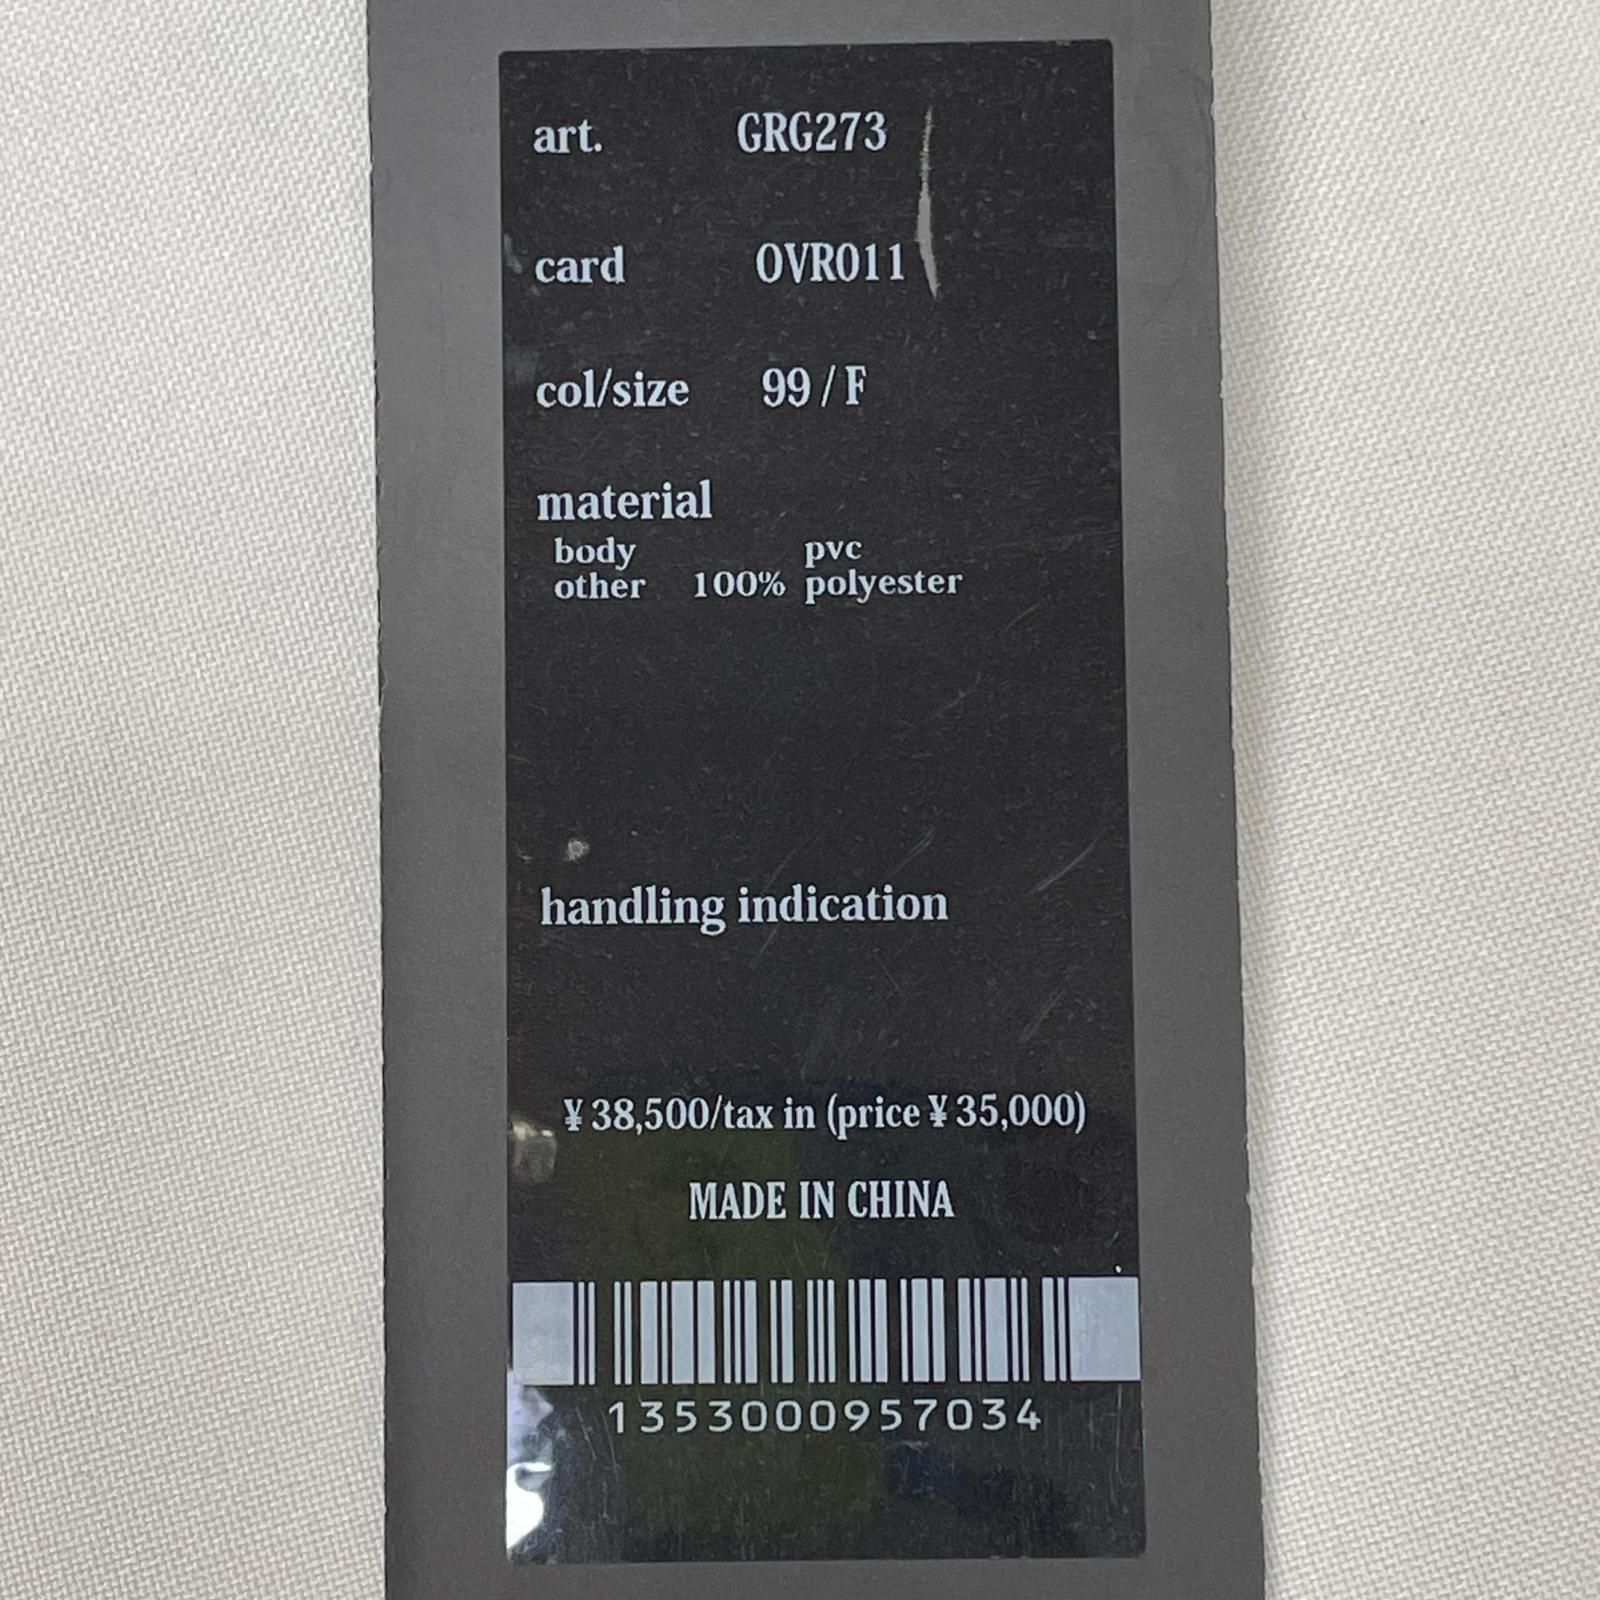 art. GRG273
card OVR011
col/size 99 / F
material
body pvc
other 100% polyester
handling indication
¥ 38,500/tax in (price ¥ 35,000)
MADE IN CHINA
1353000957034